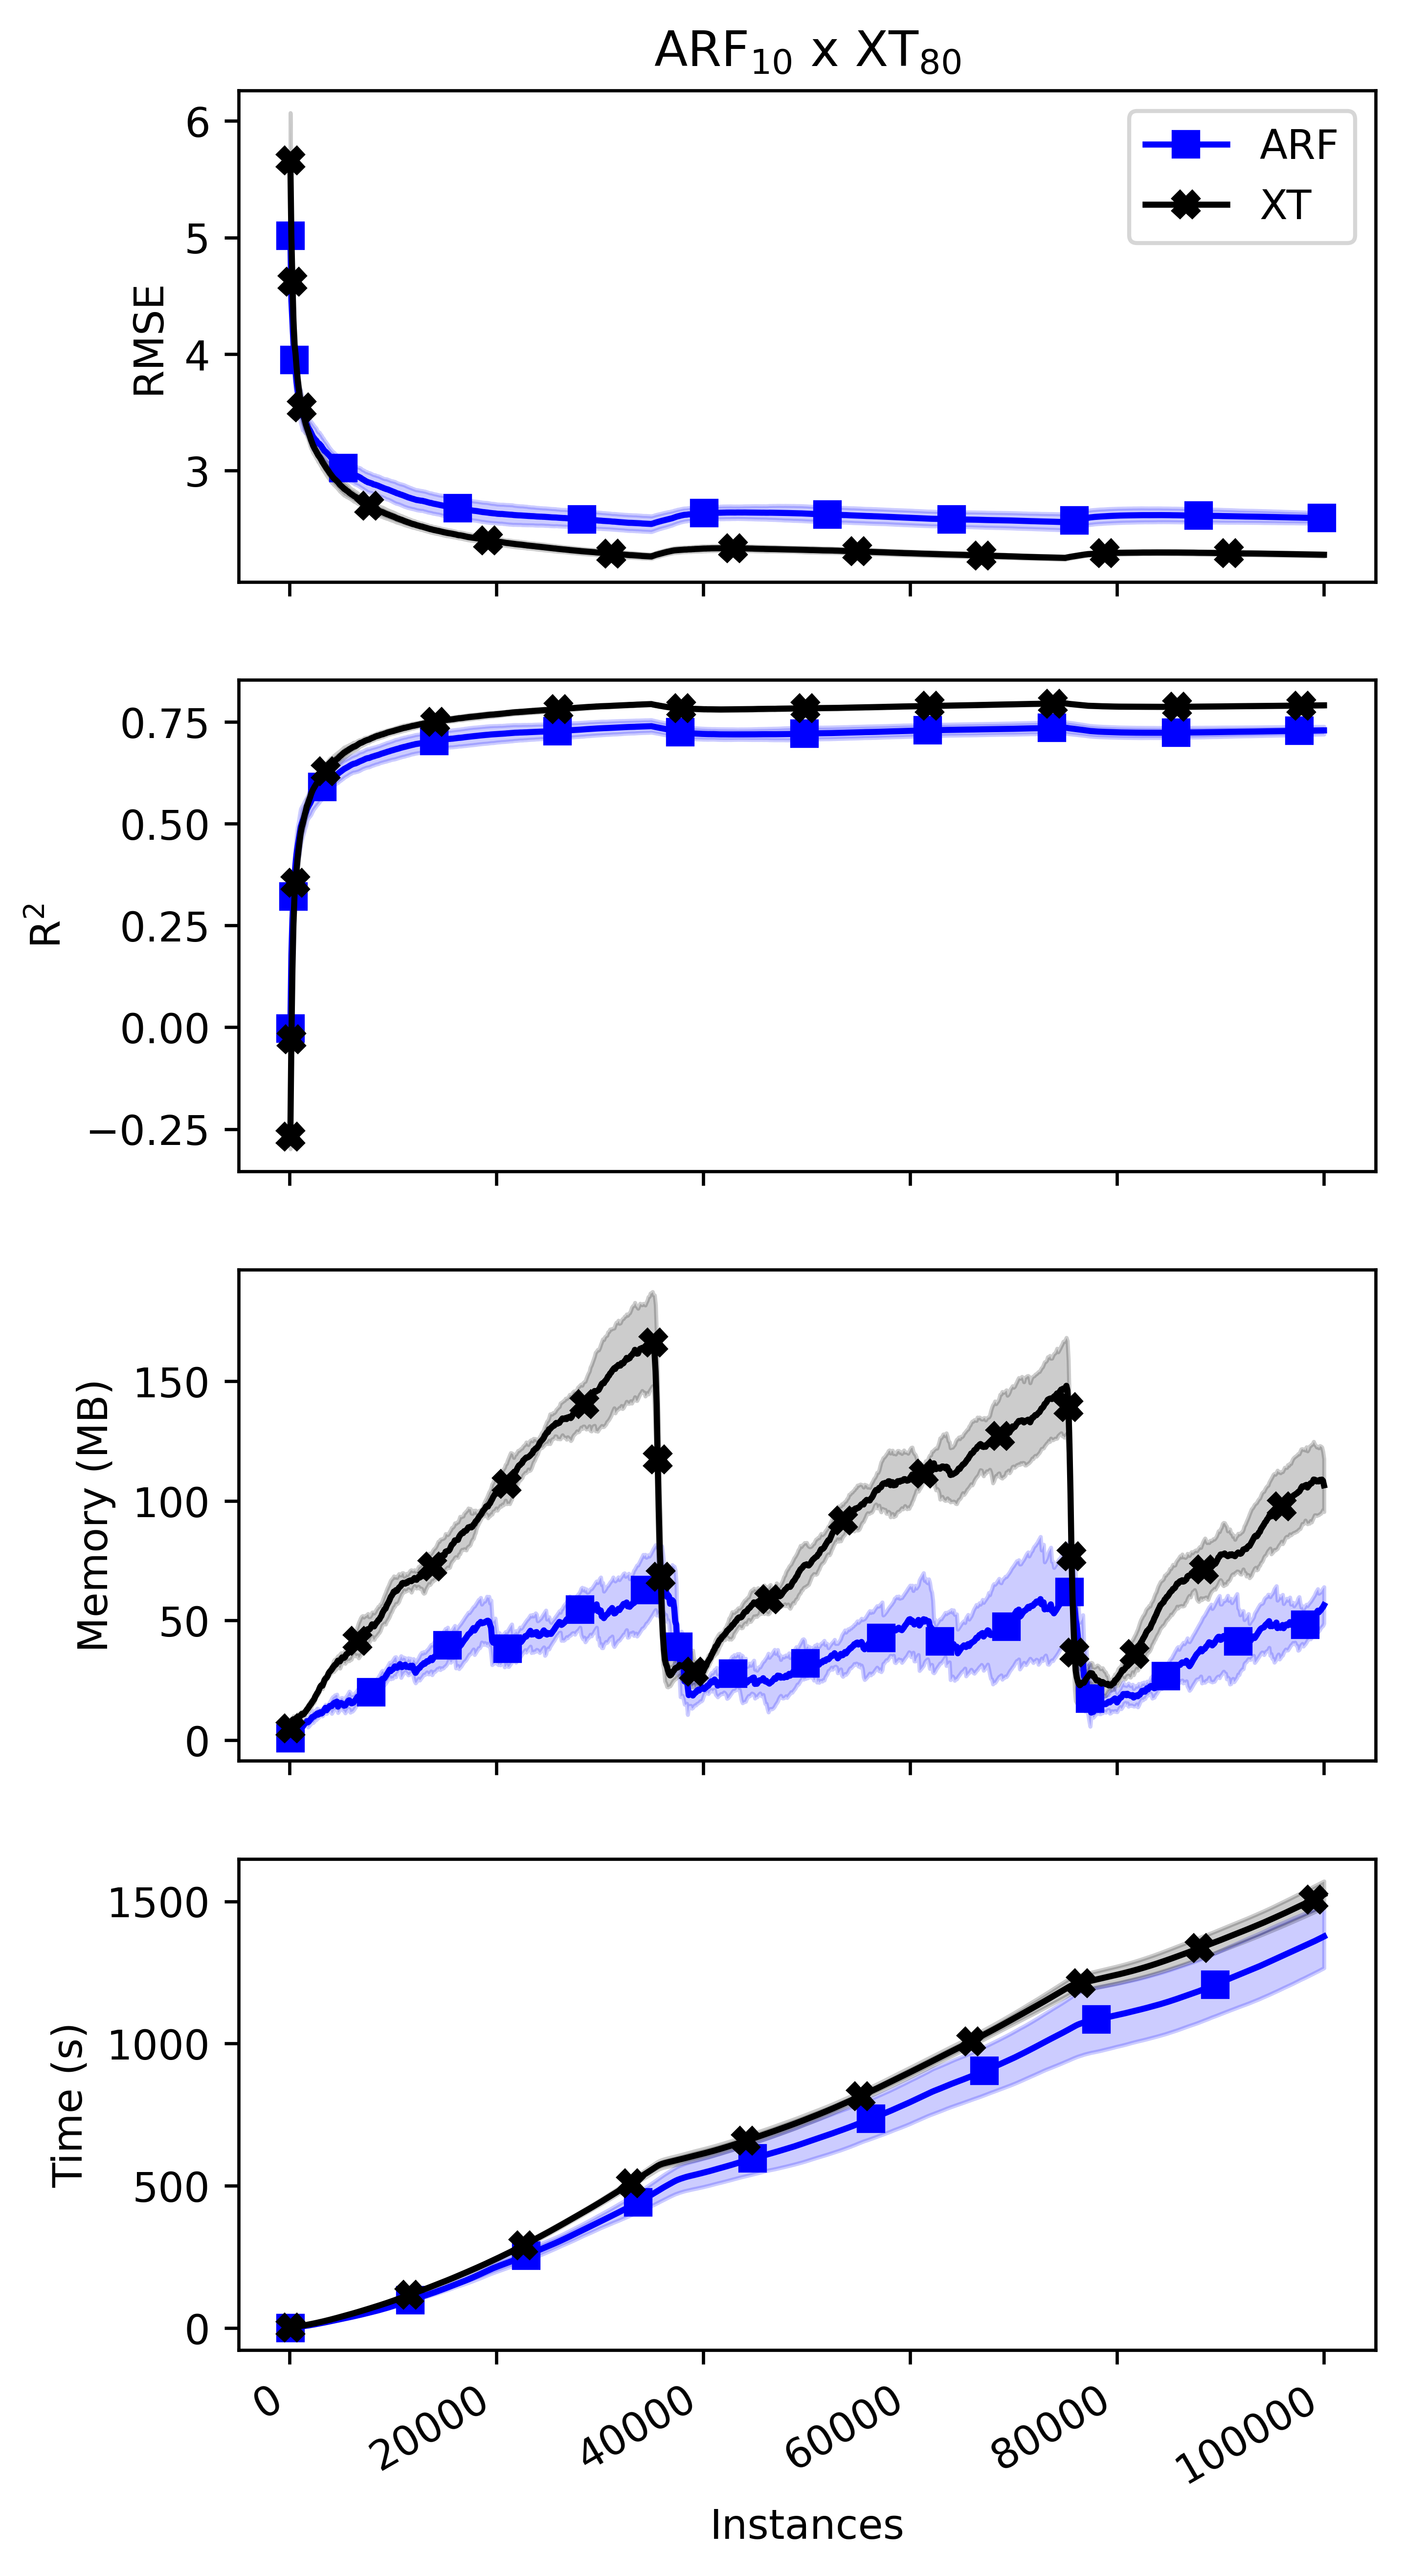 ARF₁₀ x XT₈₀
ARF
XT
6
5
4
3
RMSE
0.75
0.50
0.25
0.00
−0.25
R²
150
100
50
0
Memory (MB)
1500
1000
500
0
Time (s)
0 20000 40000 60000 80000 100000
Instances